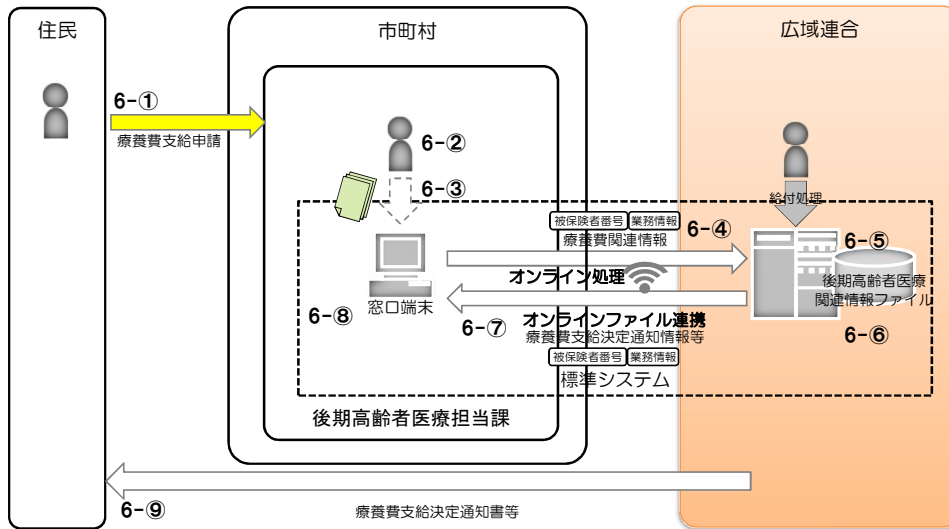 住民
市町村
広域連合
6-①
療養費支給申請
6-②
6-③
給付処理
被保険者番号 業務情報
療養費関連情報
6-④
6-⑤
オンライン処理
後期高齢者医療
関連情報ファイル
窓口端末
6-⑧
6-⑦
オンラインファイル連携
療養費支給決定通知情報等
6-⑥
被保険者番号 業務情報
標準システム
後期高齢者医療担当課
6-⑨
療養費支給決定通知書等